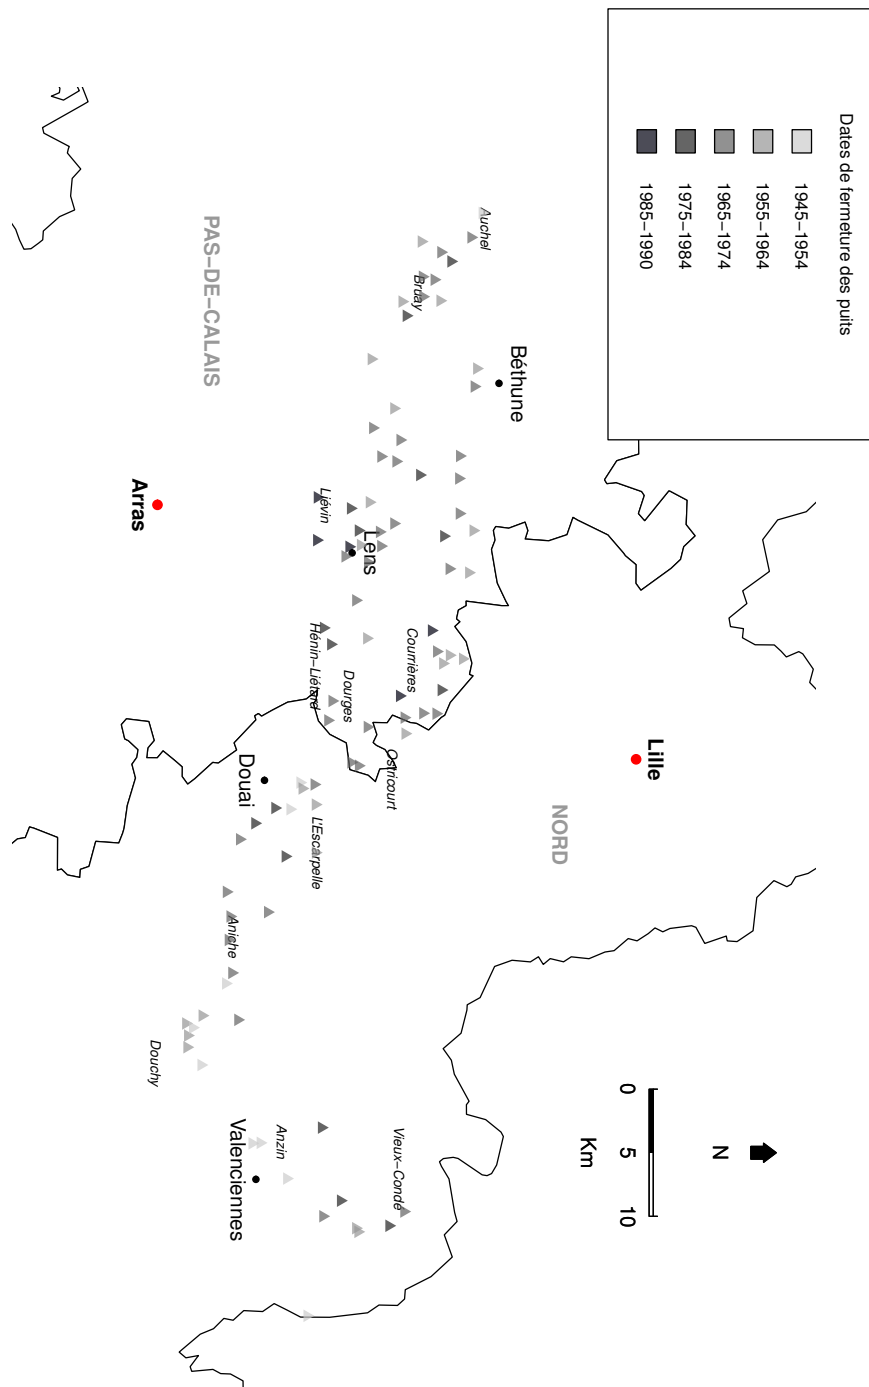 Dates de fermeture des puits
1945−1954
1955−1964
1965−1974
1975−1984
1985−1990
Lille
NORD
Béthune
Auchel
Bruay
Courrières
Vieux−Condé
Ostricourt
Lens
Dourges
Liévin
Hénin−Liétard
L'Escarpelle
Anzin
Douai
Valenciennes
Aniche
PAS−DE−CALAIS
Arras
Douchy
N
0
5
10
Km